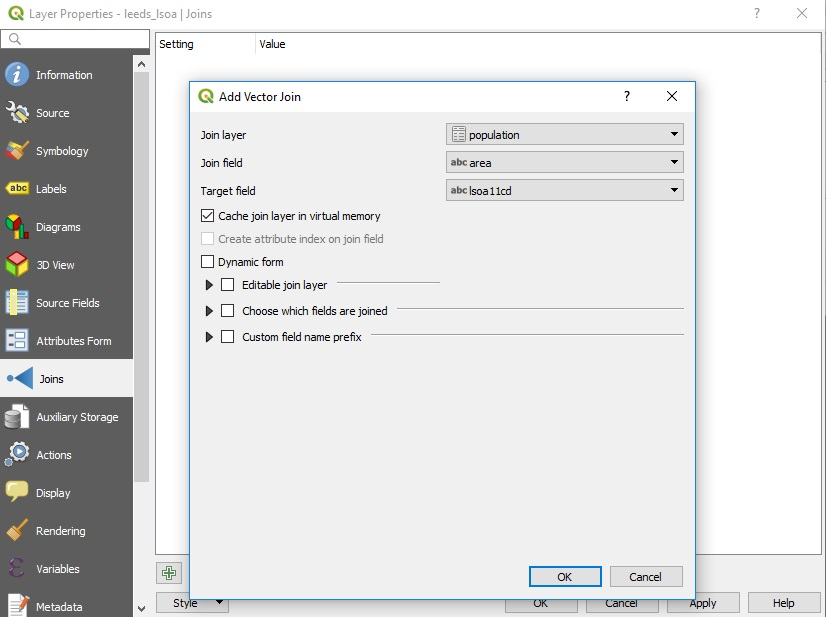 Layer Properties - leeds_lsoa | Joins
Setting Value
Information
Source
Symbology
abc Labels
Diagrams
3D View
Source Fields
Attributes Form
Joins
Auxiliary Storage
Actions
Display
Rendering
Variables
Metadata
Add Vector Join ?
Join layer population
Join field abc area
Target field abc lsoa11cd
Cache join layer in virtual memory
Create attribute index on join field
Dynamic form
Editable join layer
Choose which fields are joined
Custom field name prefix
OK Cancel
Style OK Cancel Apply Help